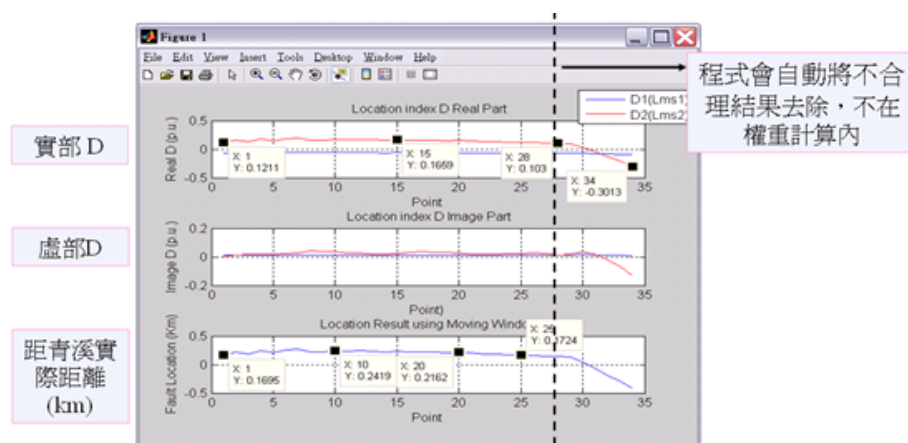 Figure 1
File Edit View Insert Tools Desktop Window Help
程式會自動將不合
理結果去除，不在
權重計算內
Location index D Real Part
D1(Lms1)
D2(Lms2)
實部 D
Real D (p.u.)
0.5
0
-0.5
X: 1
Y: 0.1211
X: 15
Y: 0.1659
X: 28
Y: 0.103
X: 34
Y: -0.3013
0 5 10 15 20 25 30 35
Point
Location index D Image Part
虛部D
Image D (p.u.)
0.2
0
-0.2
0 5 10 15 20 25 30 35
Point)
Location Result using Moving Window
距青溪實
際距離
(km)
Fault Location (Km)
0.5
0
-0.5
X: 1
Y: 0.1695
X: 10
Y: 0.2419
X: 20
Y: 0.2162
X: 25
Y: 0.1724
0 5 10 15 20 25 30 35
Point